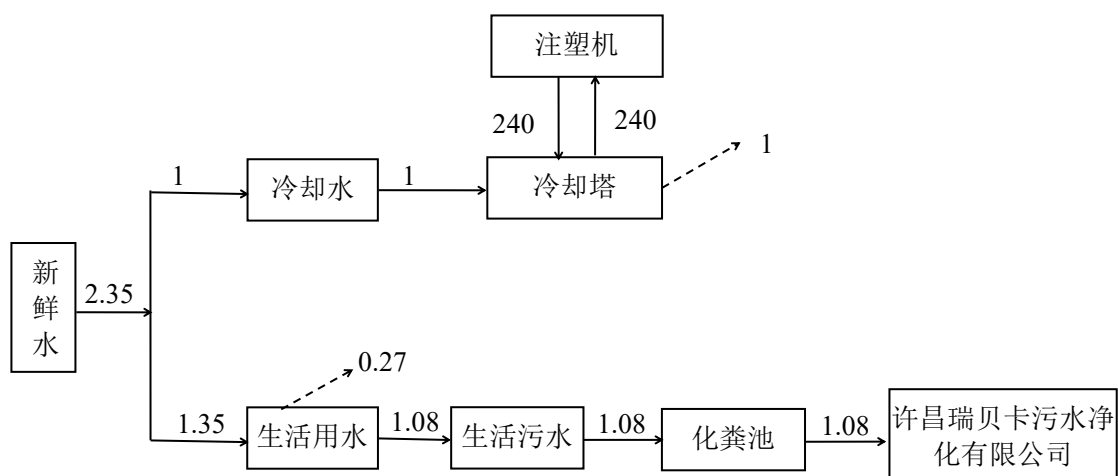 注塑机
240
240
1
1
冷却水
1
冷却塔
新
鲜
水
2.35
0.27
1.35
生活用水
1.08
生活污水
1.08
化粪池
1.08
许昌瑞贝卡污水净
化有限公司